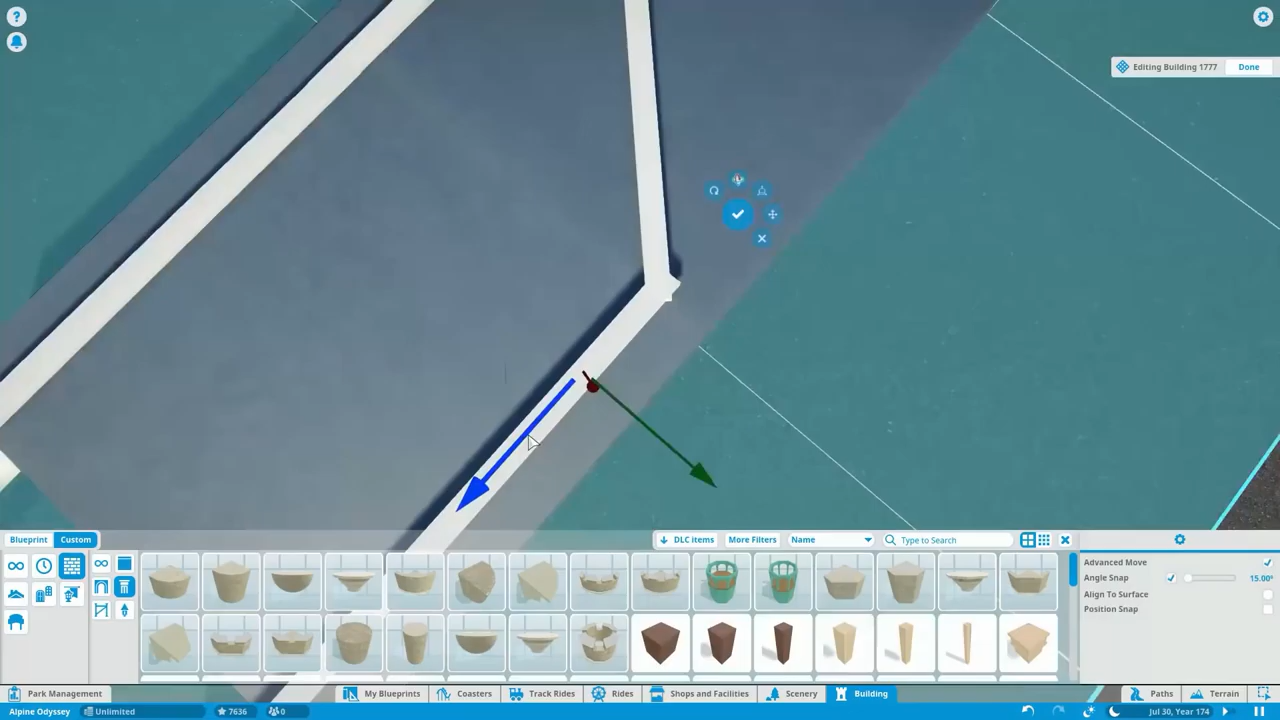 ?
Editing Building 1777 Done
Blueprint Custom DLC items More Filters Name Type to Search
Advanced Move
Angle Snap 15.00°
Align To Surface
Position Snap
Park Management My Blueprints Coasters Track Rides Rides Shops and Facilities Scenery Building Paths Terrain
Alpine Odyssey Unlimited 7636 0 Jul 30, Year 174